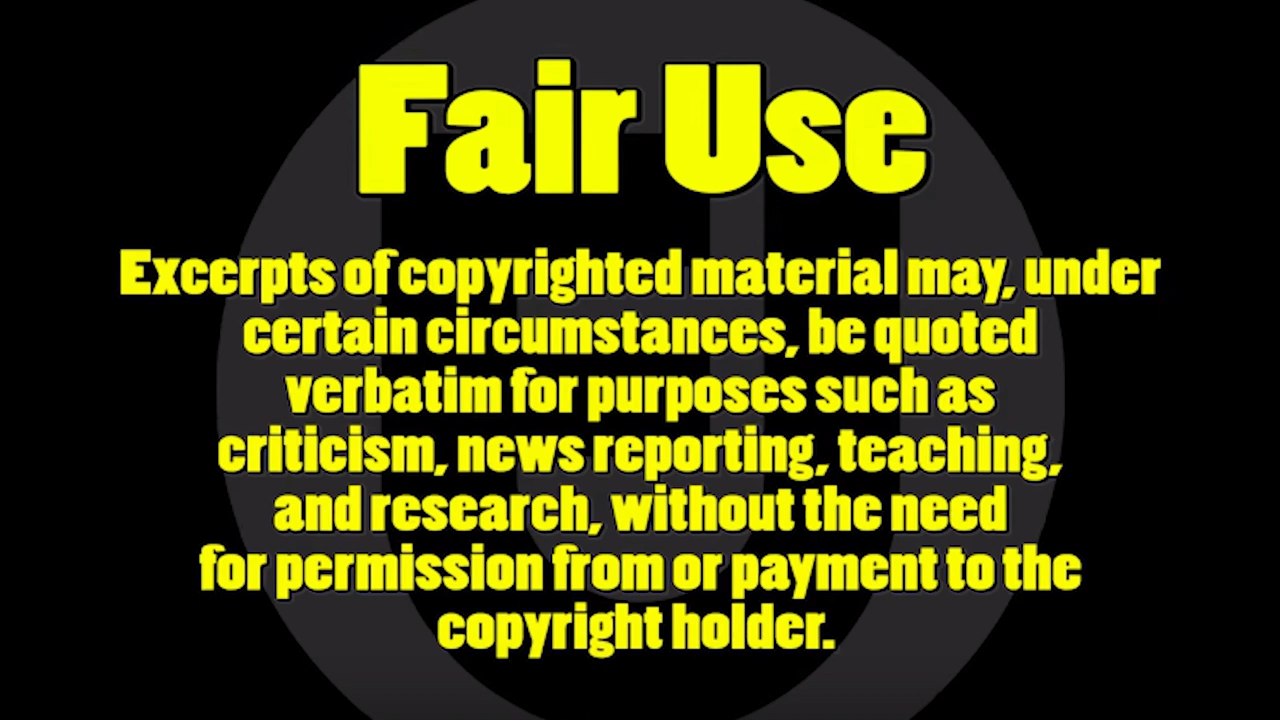 Fair Use
Excerpts of copyrighted material may, under
certain circumstances, be quoted
verbatim for purposes such as
criticism, news reporting, teaching,
and research, without the need
for permission from or payment to the
copyright holder.